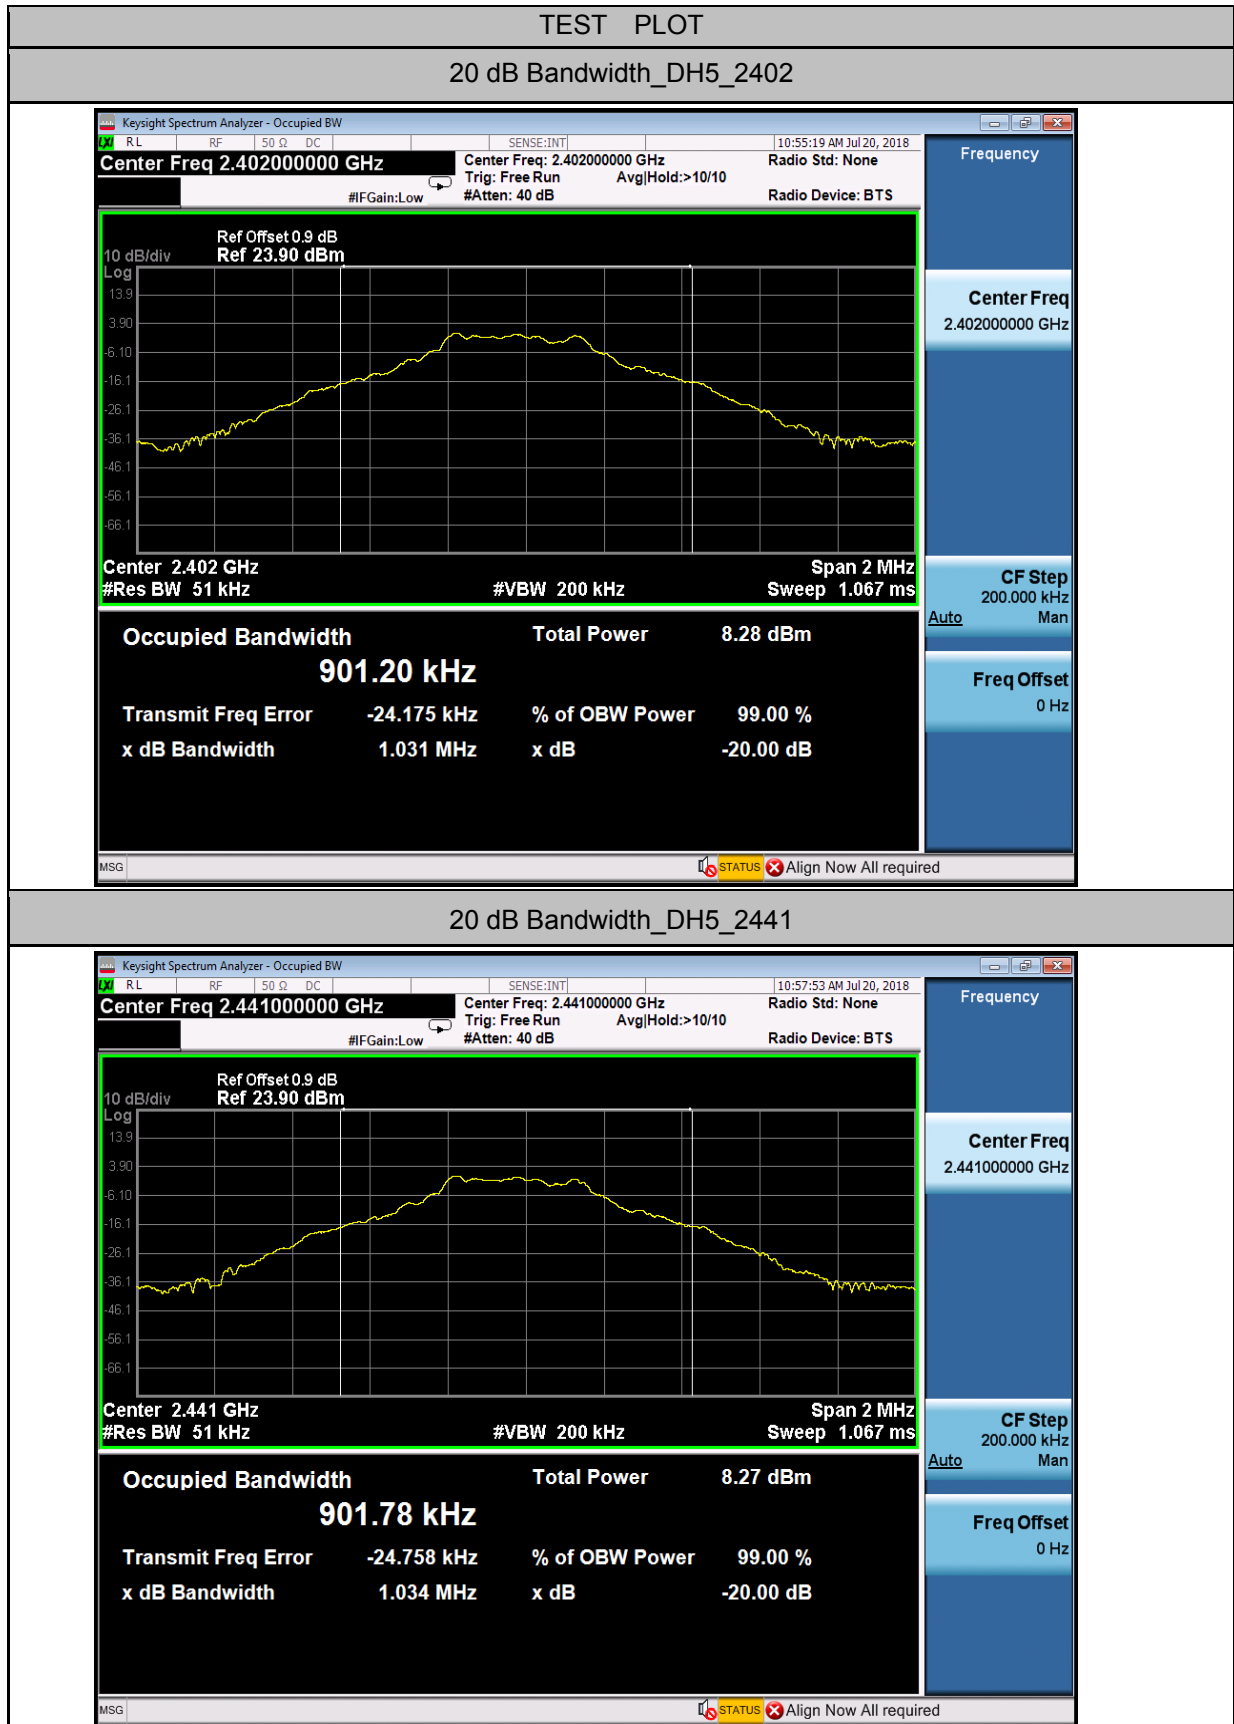 TEST PLOT
20 dB Bandwidth_DH5_2402
Keysight Spectrum Analyzer - Occupied BW
LXI RL RF 50 Ω DC SENSE:INT 10:55:19 AM Jul 20, 2018
Center Freq 2.402000000 GHz
Center Freq: 2.402000000 GHz
Radio Std: None
Trig: Free Run Avg|Hold:>10/10
#IFGain:Low
#Atten: 40 dB
Radio Device: BTS
Frequency
Ref Offset 0.9 dB
10 dB/div Ref 23.90 dBm
Log
13.9
3.90
-6.10
-16.1
-26.1
-36.1
-46.1
-56.1
-66.1
Center 2.402 GHz Span 2 MHz
#Res BW 51 kHz #VBW 200 kHz Sweep 1.067 ms
Center Freq
2.402000000 GHz
CF Step
200.000 kHz
Auto Man
Freq Offset
0 Hz
Occupied Bandwidth Total Power 8.28 dBm
901.20 kHz
Transmit Freq Error -24.175 kHz % of OBW Power 99.00 %
x dB Bandwidth 1.031 MHz x dB -20.00 dB
MSG STATUS Align Now All required
20 dB Bandwidth_DH5_2441
Keysight Spectrum Analyzer - Occupied BW
LXI RL RF 50 Ω DC SENSE:INT 10:57:53 AM Jul 20, 2018
Center Freq 2.441000000 GHz
Center Freq: 2.441000000 GHz
Radio Std: None
Trig: Free Run Avg|Hold:>10/10
#IFGain:Low
#Atten: 40 dB
Radio Device: BTS
Frequency
Ref Offset 0.9 dB
10 dB/div Ref 23.90 dBm
Log
13.9
3.90
-6.10
-16.1
-26.1
-36.1
-46.1
-56.1
-66.1
Center 2.441 GHz Span 2 MHz
#Res BW 51 kHz #VBW 200 kHz Sweep 1.067 ms
Center Freq
2.441000000 GHz
CF Step
200.000 kHz
Auto Man
Freq Offset
0 Hz
Occupied Bandwidth Total Power 8.27 dBm
901.78 kHz
Transmit Freq Error -24.758 kHz % of OBW Power 99.00 %
x dB Bandwidth 1.034 MHz x dB -20.00 dB
MSG STATUS Align Now All required